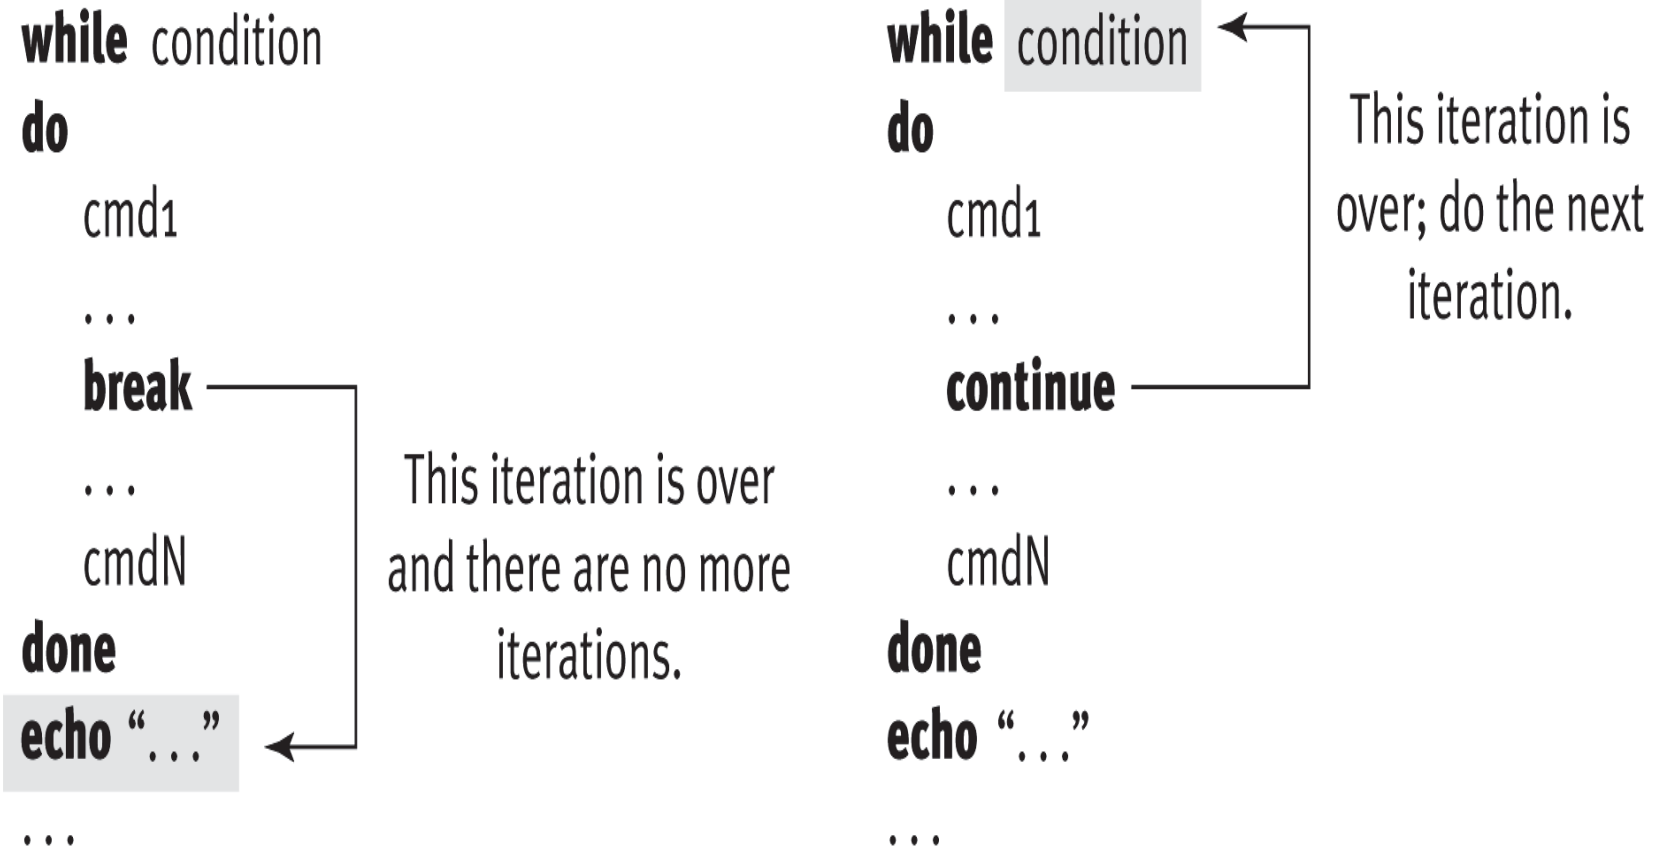 while condition
do
cmd1
...
break
...
cmdN
done
echo “...”
...
This iteration is over
and there are no more
iterations.
while condition
do
cmd1
...
continue
...
cmdN
done
echo “...”
...
This iteration is
over; do the next
iteration.